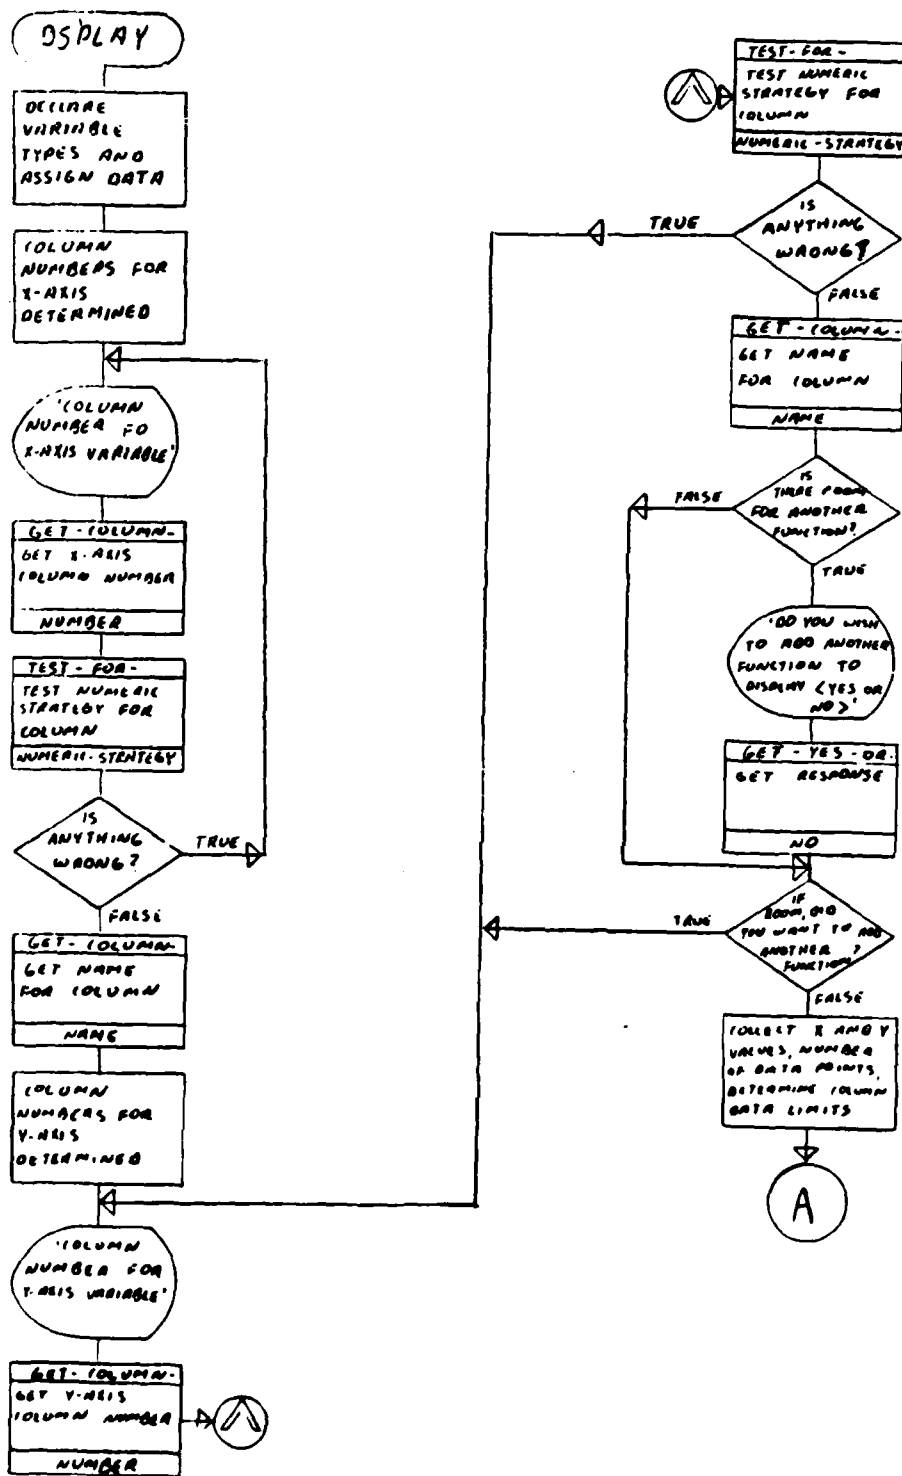 DSPLAY
DECLARE
VARIABLE
TYPES AND
ASSIGN DATA
COLUMN
NUMBERS FOR
X-AXIS
DETERMINED
'COLUMN
NUMBER FO
X-AXIS VARIABLE'
GET-COLUMN-
GET X-AXIS
COLUMN NUMBER
NUMBER
TEST-FOR-
TEST NUMERIC
STRATEGY FOR
COLUMN
NUMERIC-STRATEGY
IS
ANYTHING
WRONG?
TRUE
FALSE
GET-COLUMN-
GET NAME
FOR COLUMN
NAME
COLUMN
NUMBERS FOR
Y-AXIS
DETERMINED
'COLUMN
NUMBER FOR
Y-AXIS VARIABLE'
GET-COLUMN-
GET Y-AXIS
COLUMN NUMBER
NUMBER
TEST-FOR-
TEST NUMERIC
STRATEGY FOR
COLUMN
NUMERIC-STRATEGY
IS
ANYTHING
WRONG?
TRUE
FALSE
GET-COLUMN-
GET NAME
FOR COLUMN
NAME
IS
THERE ROOM
FOR ANOTHER
FUNCTION?
FALSE
TRUE
'DO YOU WISH
TO ADD ANOTHER
FUNCTION TO
DISPLAY <YES OR
NO>'
GET-YES-OR-
GET RESPONSE
NO
IF
ROOM, DID
YOU WANT TO ADD
ANOTHER
FUNCTION?
TRUE
FALSE
COLLECT X AND Y
VALUES, NUMBER
OF DATA POINTS,
DETERMINE COLUMN
DATA LIMITS
A